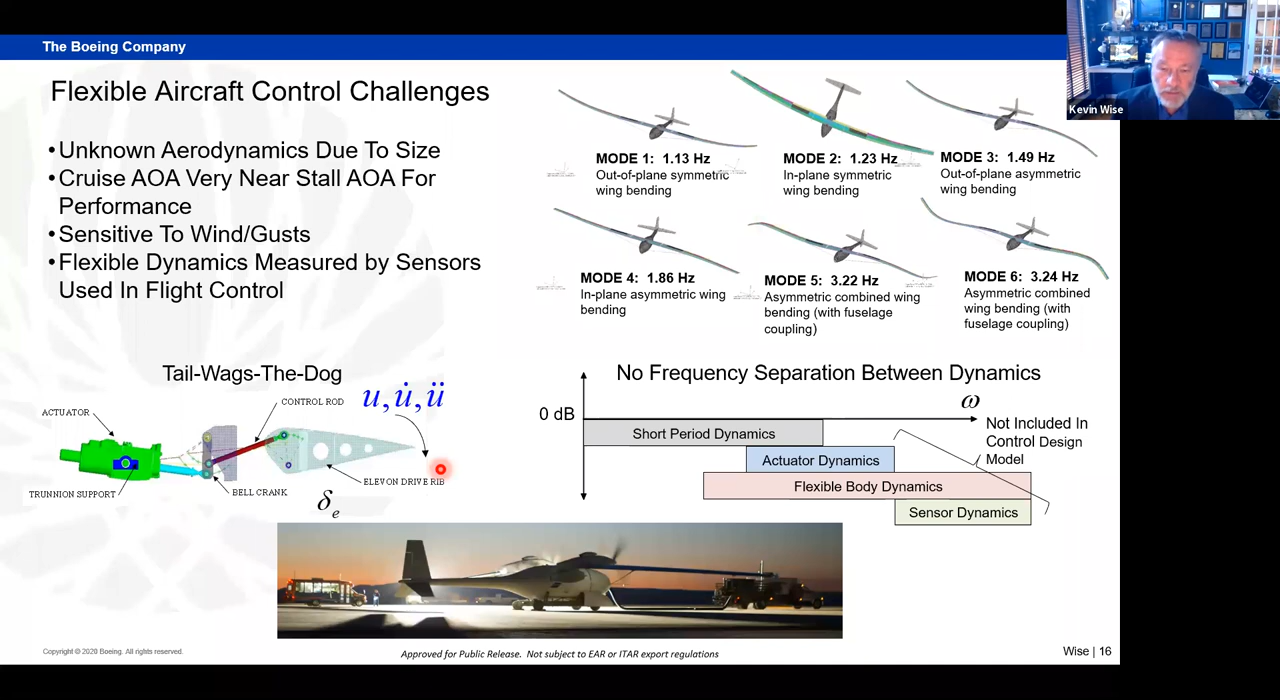 The Boeing Company
Kevin Wise
Flexible Aircraft Control Challenges
•Unknown Aerodynamics Due To Size
•Cruise AOA Very Near Stall AOA For
Performance
•Sensitive To Wind/Gusts
•Flexible Dynamics Measured by Sensors
Used In Flight Control
MODE 1: 1.13 Hz
Out-of-plane symmetric
wing bending
MODE 2: 1.23 Hz
In-plane symmetric
wing bending
MODE 3: 1.49 Hz
Out-of-plane asymmetric
wing bending
MODE 4: 1.86 Hz
In-plane asymmetric wing
bending
MODE 5: 3.22 Hz
Asymmetric combined wing
bending (with fuselage
coupling)
MODE 6: 3.24 Hz
Asymmetric combined
wing bending (with
fuselage coupling)
Tail-Wags-The-Dog
u, u̇, ü
CONTROL ROD
ACTUATOR
TRUNNION SUPPORT
BELL CRANK
ELEVON DRIVE RIB
δe
No Frequency Separation Between Dynamics
0 dB
ω
Short Period Dynamics
Actuator Dynamics
Flexible Body Dynamics
Sensor Dynamics
Not Included In
Control Design
Model
Copyright © 2020 Boeing. All rights reserved.
Approved for Public Release. Not subject to EAR or ITAR export regulations
Wise | 16